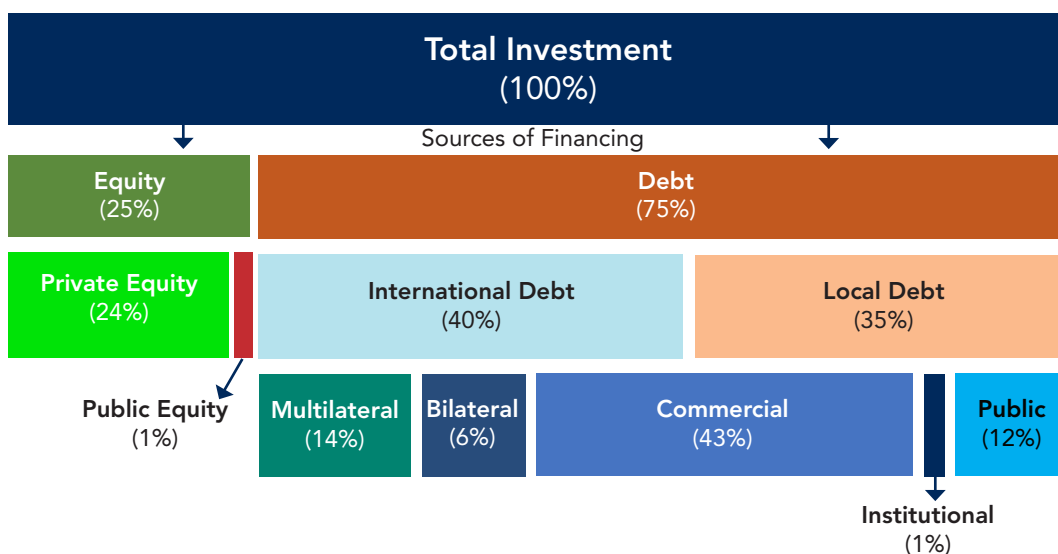 Total Investment
(100%)
Sources of Financing
Equity
(25%)
Debt
(75%)
Private Equity
(24%)
International Debt
(40%)
Local Debt
(35%)
Public Equity
(1%)
Multilateral
(14%)
Bilateral
(6%)
Commercial
(43%)
Public
(12%)
Institutional
(1%)